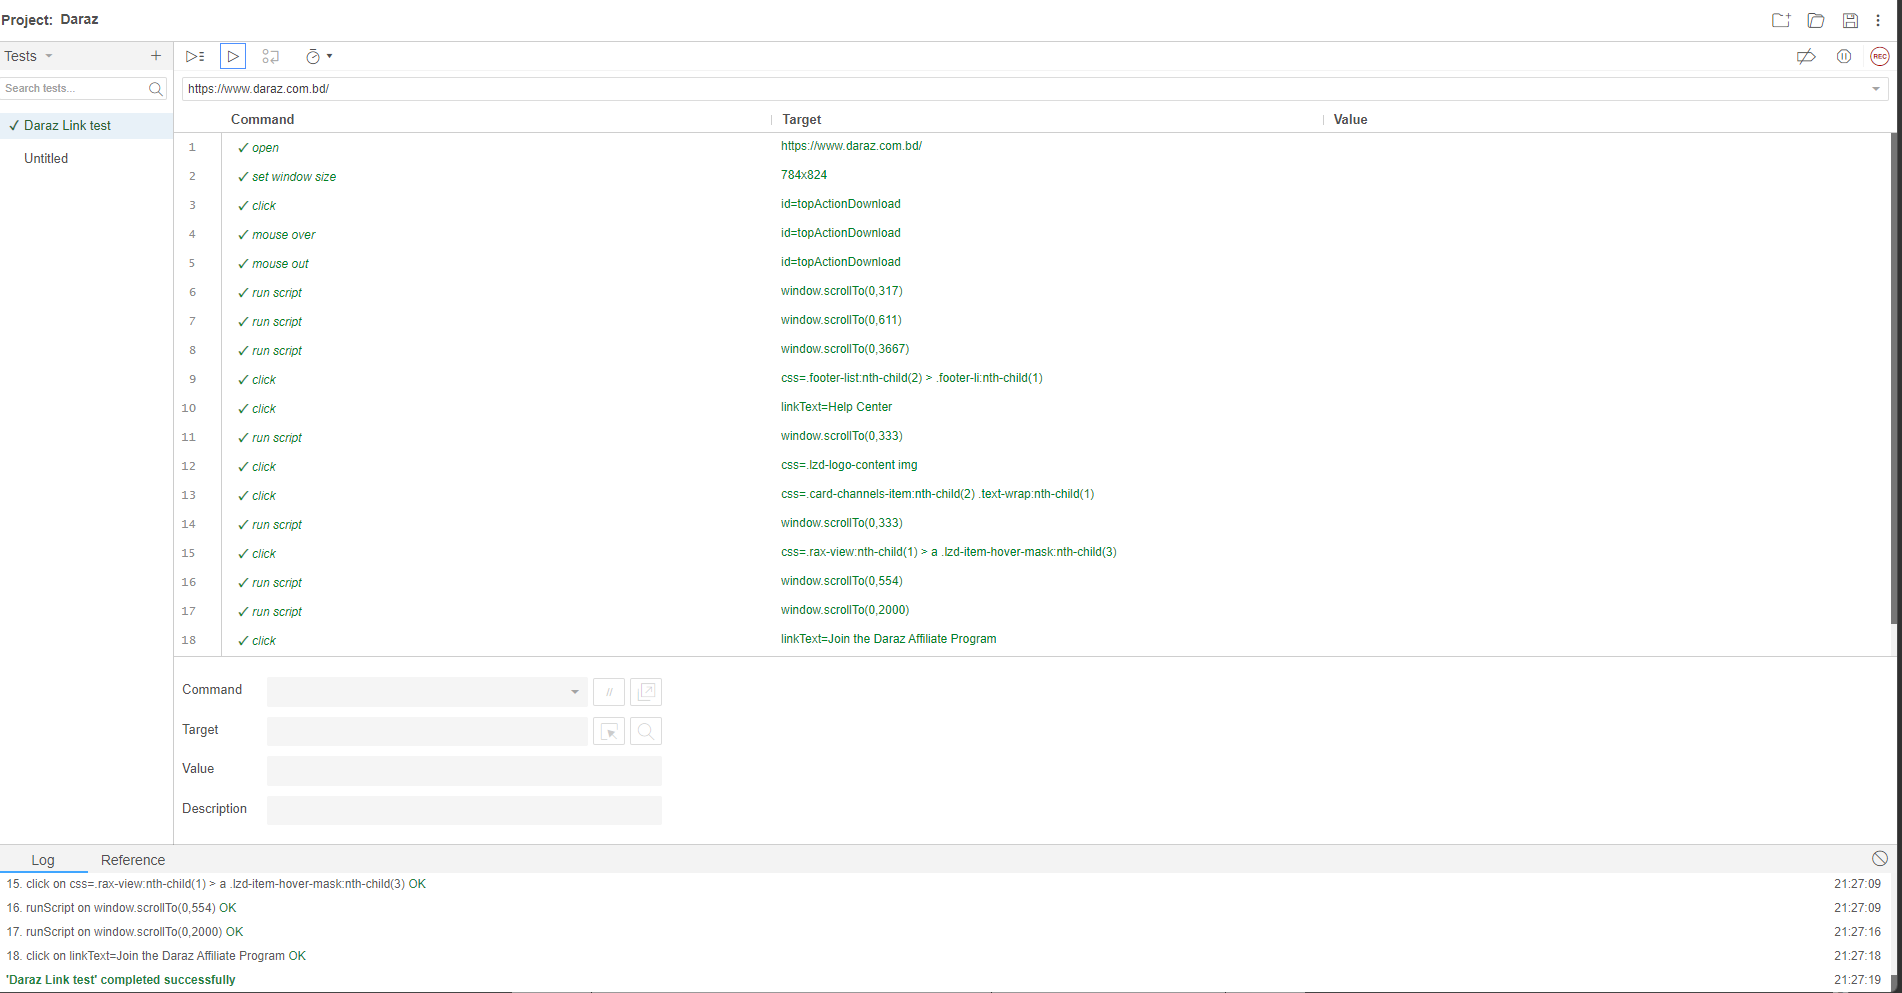 Project: Daraz
Tests
Search tests...
✓ Daraz Link test
Untitled
REC
https://www.daraz.com.bd/
Command Target Value
1 ✓ open https://www.daraz.com.bd/
2 ✓ set window size 784x824
3 ✓ click id=topActionDownload
4 ✓ mouse over id=topActionDownload
5 ✓ mouse out id=topActionDownload
6 ✓ run script window.scrollTo(0,317)
7 ✓ run script window.scrollTo(0,611)
8 ✓ run script window.scrollTo(0,3667)
9 ✓ click css=.footer-list:nth-child(2) > .footer-li:nth-child(1)
10 ✓ click linkText=Help Center
11 ✓ run script window.scrollTo(0,333)
12 ✓ click css=.lzd-logo-content img
13 ✓ click css=.card-channels-item:nth-child(2) .text-wrap:nth-child(1)
14 ✓ run script window.scrollTo(0,333)
15 ✓ click css=.rax-view:nth-child(1) > a .lzd-item-hover-mask:nth-child(3)
16 ✓ run script window.scrollTo(0,554)
17 ✓ run script window.scrollTo(0,2000)
18 ✓ click linkText=Join the Daraz Affiliate Program
Command //
Target
Value
Description
Log Reference
15. click on css=.rax-view:nth-child(1) > a .lzd-item-hover-mask:nth-child(3) OK 21:27:09
16. runScript on window.scrollTo(0,554) OK 21:27:09
17. runScript on window.scrollTo(0,2000) OK 21:27:16
18. click on linkText=Join the Daraz Affiliate Program OK 21:27:18
'Daraz Link test' completed successfully 21:27:19